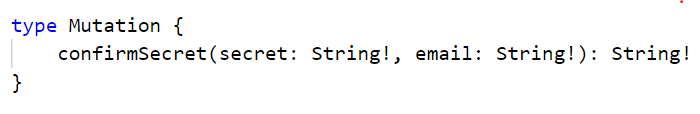 type Mutation {
    confirmSecret(secret: String!, email: String!): String!
}